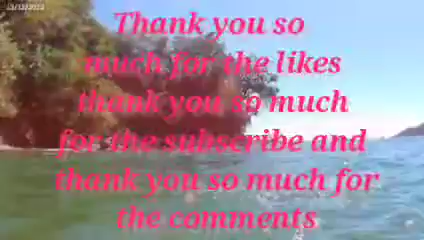 Thank you so
much for the likes
thank you so much
for the subscribe and
thank you so much for
the comments